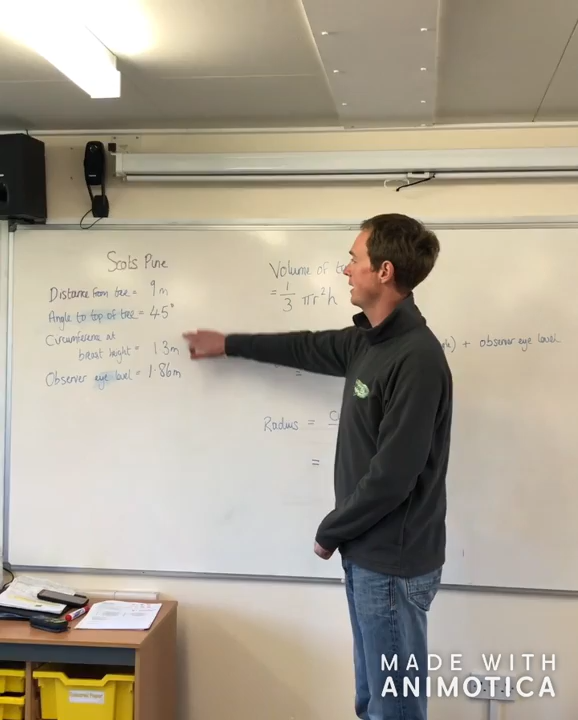 Scots Pine
Distance from tree = 9m
Angle to top of tree = 45°
Circumference at
breast height = 1.3m
Observer eye level = 1.86m
Volume of
= 1/3 πr²h
) + observer eye level
=
Radius = C
=
MADE WITH
ANIMOTICA